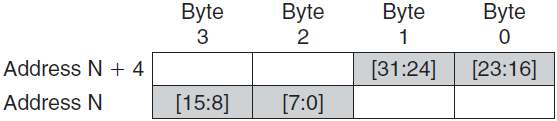 Byte Byte Byte Byte
3 2 1 0
Address N + 4 [31:24] [23:16]
Address N [15:8] [7:0]